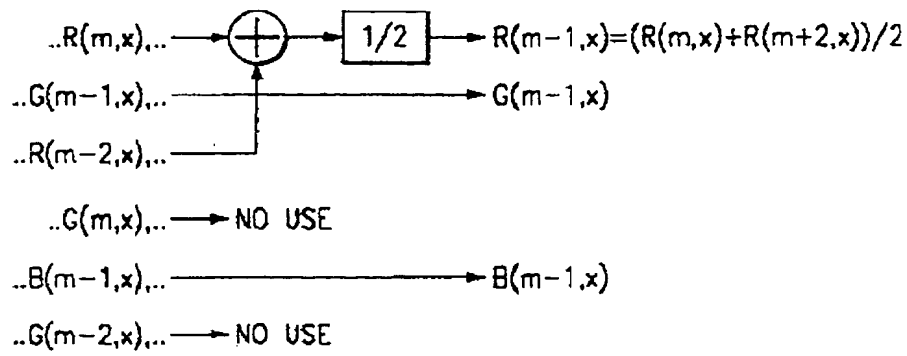 ..R(m,x),.. 1/2 R(m-1,x)=(R(m,x)+R(m+2,x))/2
..G(m-1,x),.. G(m-1,x)
..R(m-2,x),..
..G(m,x),.. NO USE
..B(m-1,x),.. B(m-1,x)
..G(m-2,x),.. NO USE